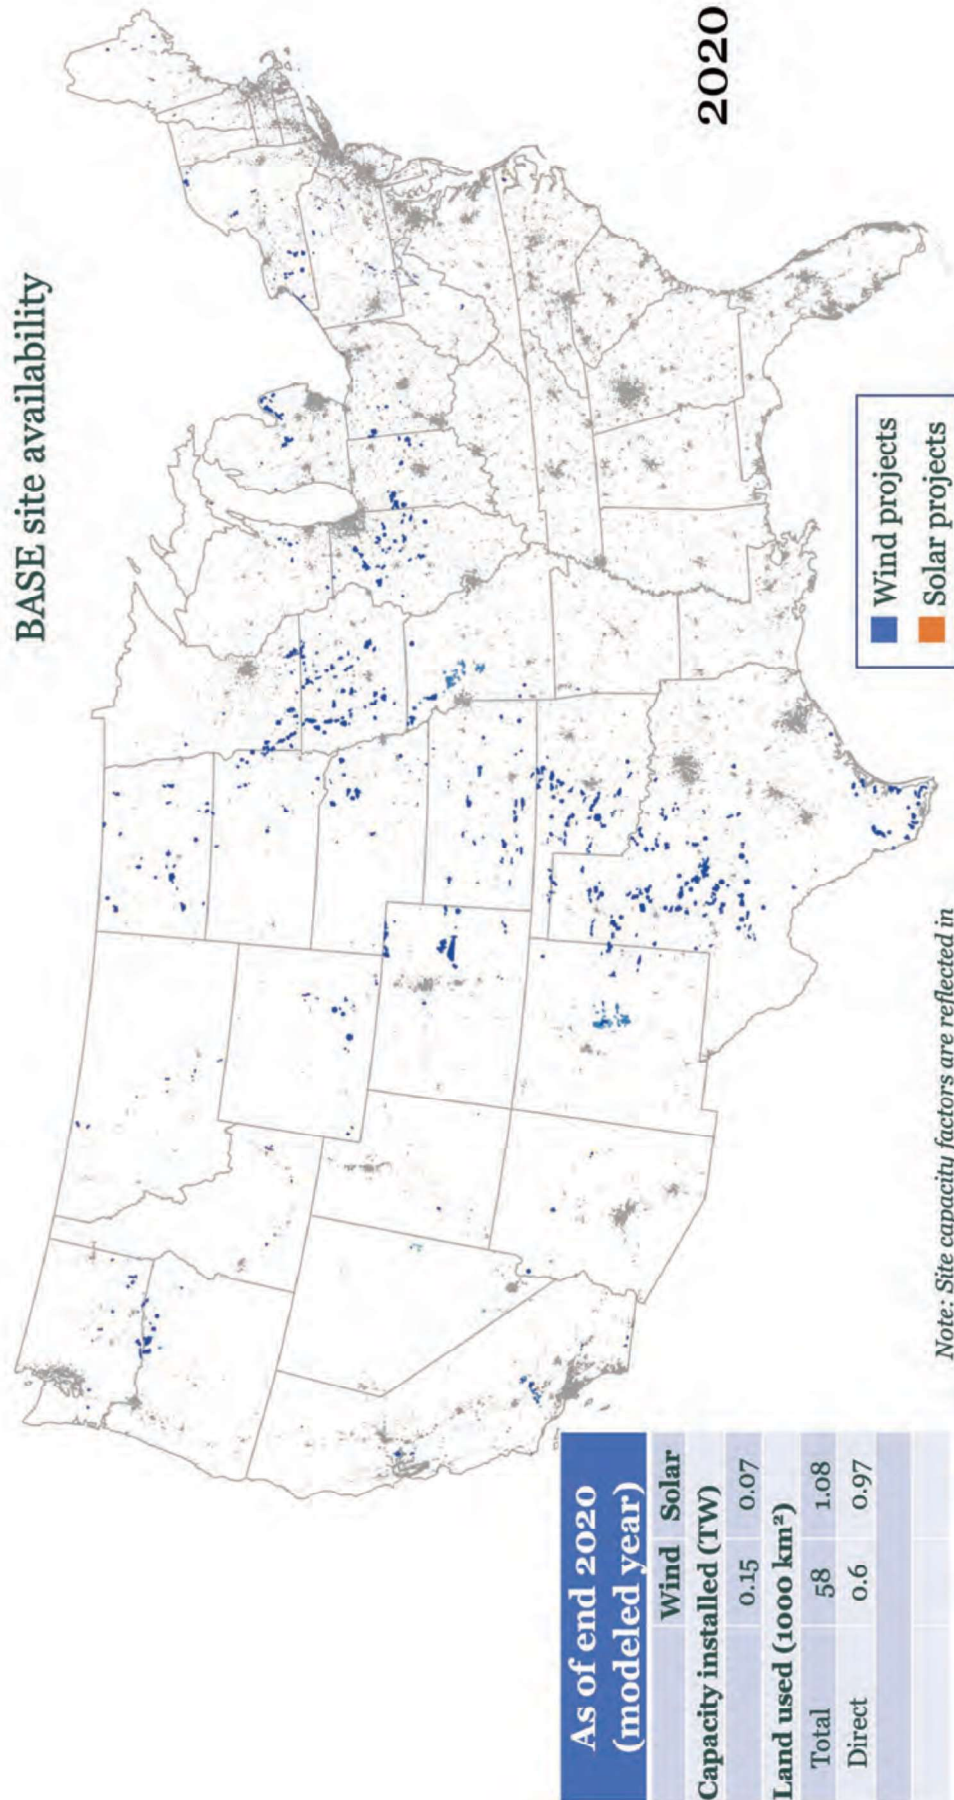 BASE site availability
2020
Wind projects
Solar projects
As of end 2020
(modeled year)
Wind Solar
Capacity installed (TW)
0.15 0.07
Land used (1000 km²)
Total 58 1.08
Direct 0.6 0.97
Note: Site capacity factors are reflected in